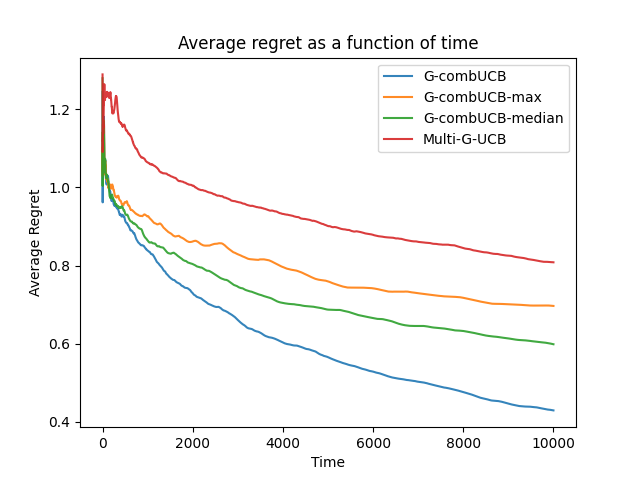 Average regret as a function of time
G-combUCB
G-combUCB-max
G-combUCB-median
Multi-G-UCB
Average Regret
1.2
1.0
0.8
0.6
0.4
0 2000 4000 6000 8000 10000
Time